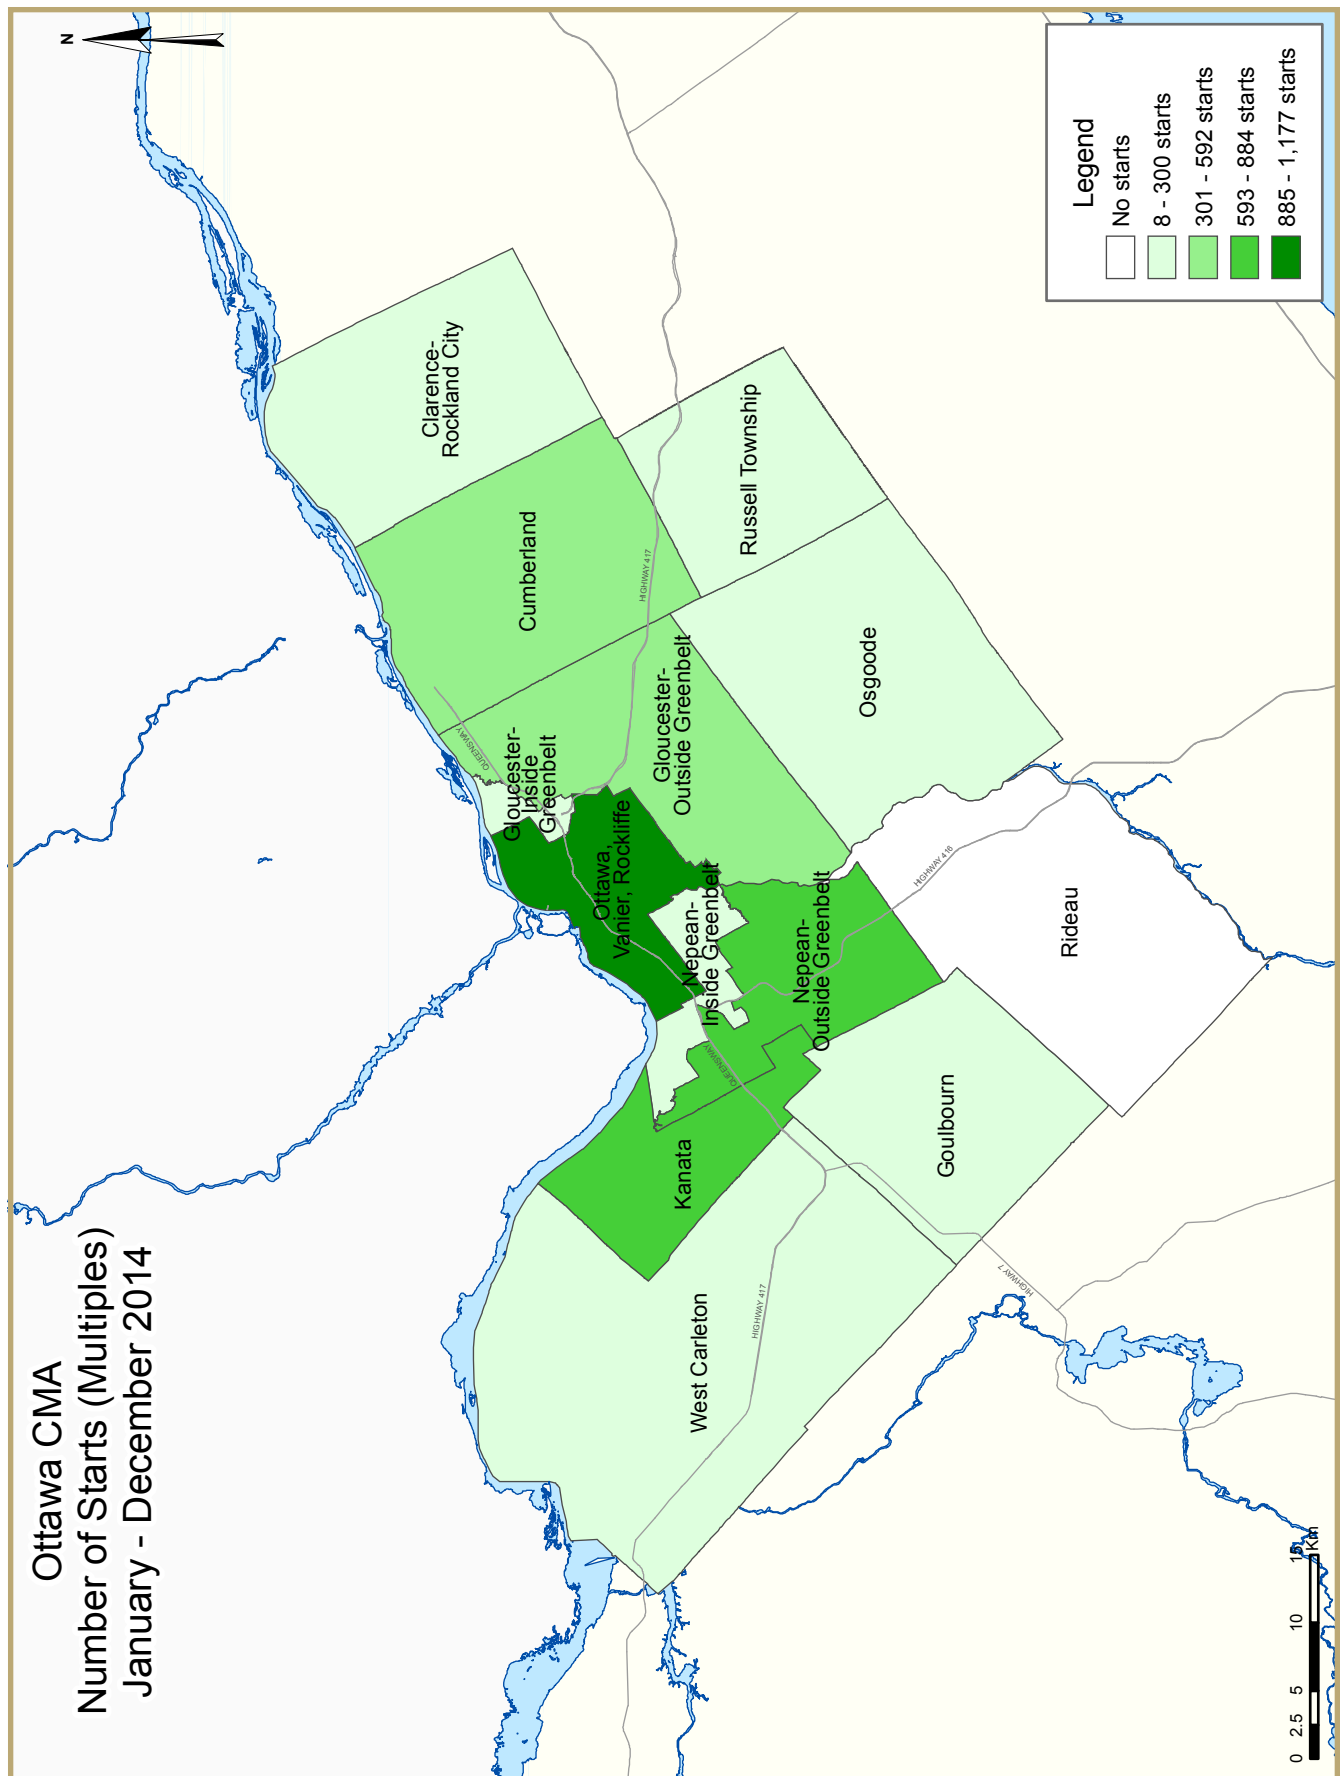 Ottawa CMA
Number of Starts (Multiples)
January - December 2014
N
Legend
No starts
8 - 300 starts
301 - 592 starts
593 - 884 starts
885 - 1,177 starts
Clarence-
Rockland City
Cumberland
Russell Township
HIGHWAY 417
QUEENSWAY
Gloucester-
Inside
Greenbelt
Gloucester-
Outside Greenbelt
Osgoode
Ottawa,
Vanier, Rockliffe
Nepean-
Inside Greenbelt
Nepean-
Outside Greenbelt
HIGHWAY 416
Rideau
QUEENSWAY
Kanata
Goulbourn
West Carleton
HIGHWAY 417
HIGHWAY 7
0 2.5 5 10 15
Km